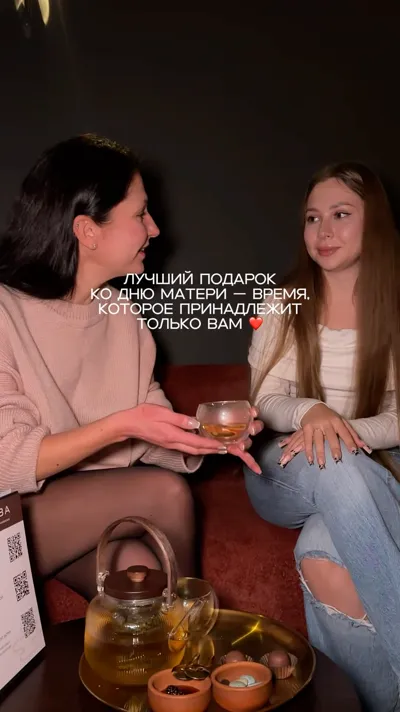 ЛУЧШИЙ ПОДАРОК
КО ДНЮ МАТЕРИ — ВРЕМЯ,
КОТОРОЕ ПРИНАДЛЕЖИТ
ТОЛЬКО ВАМ ❤️